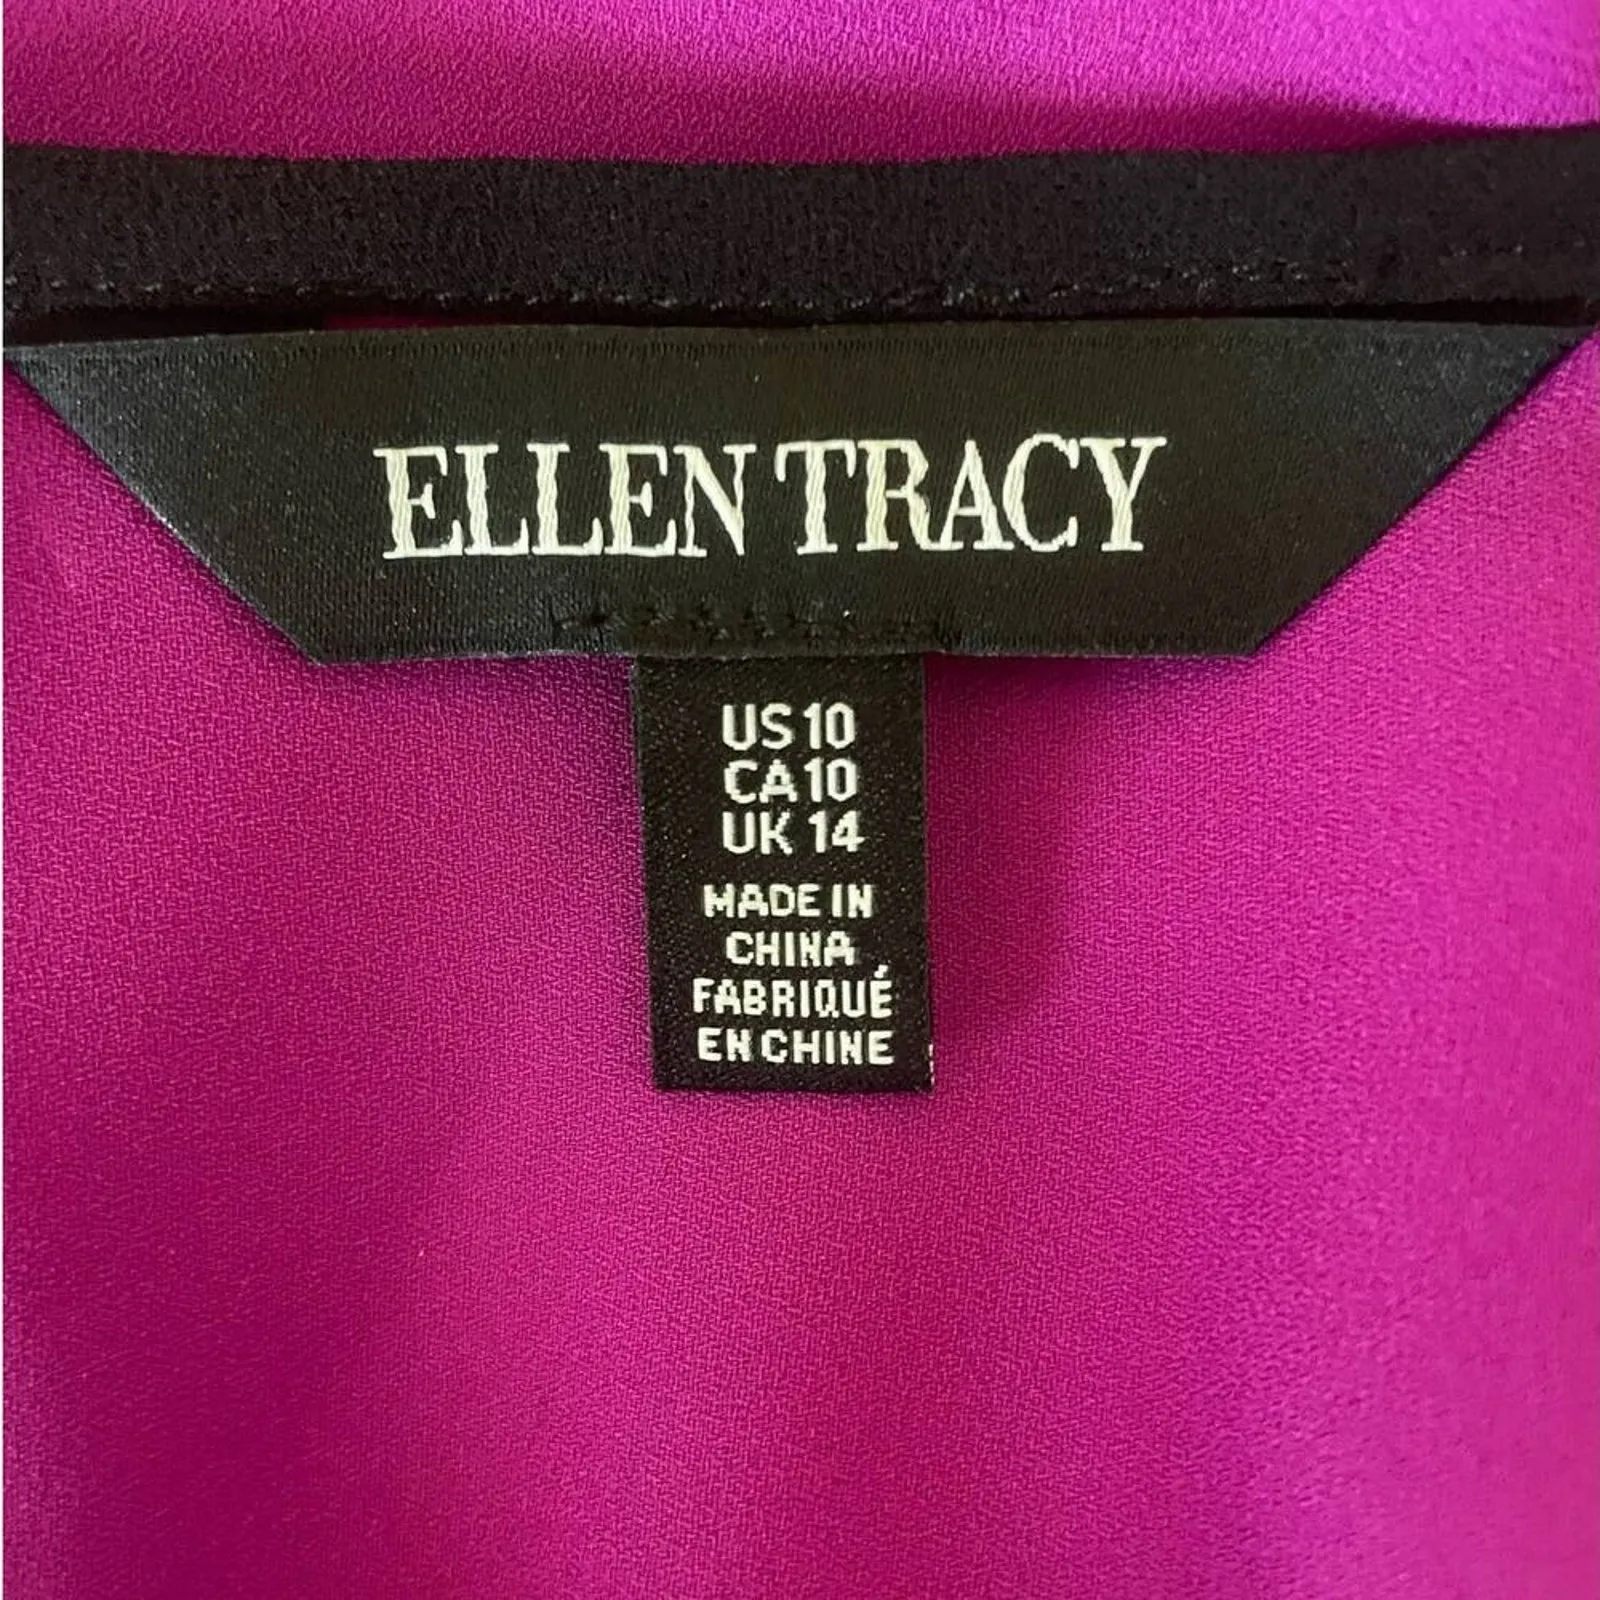 ELLEN TRACY
US 10
CA 10
UK 14
MADE IN
CHINA
FABRIQUÉ
EN CHINE